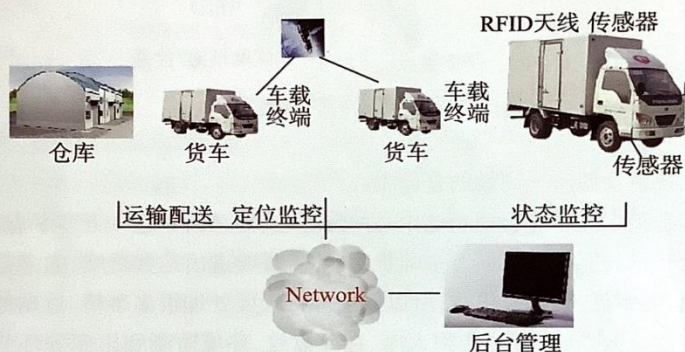 RFID天线 传感器
车载
终端
车载
终端
仓库
货车
货车
传感器
运输配送 定位监控
状态监控
Network
后台管理